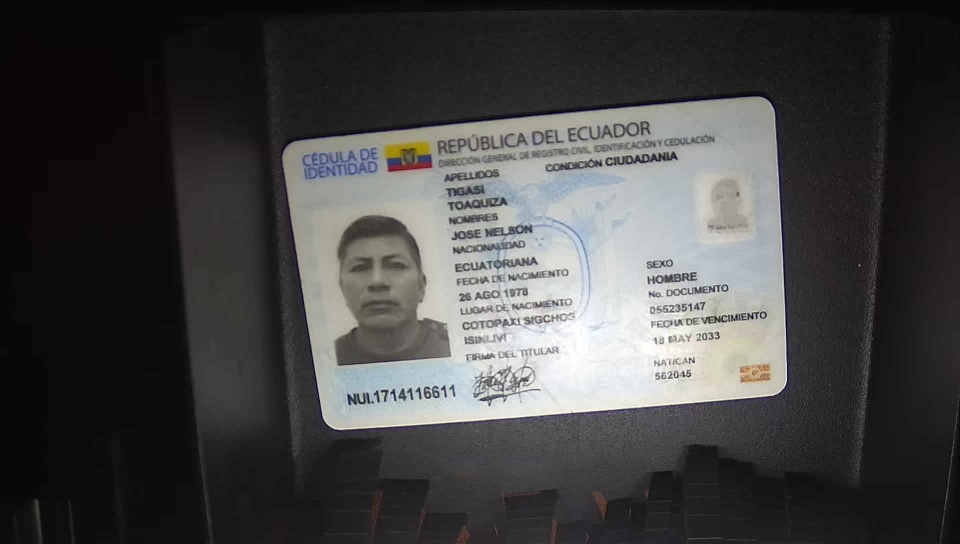 CÉDULA DE IDENTIDAD
REPÚBLICA DEL ECUADOR
DIRECCIÓN GENERAL DE REGISTRO CIVIL, IDENTIFICACIÓN Y CEDULACIÓN
APELLIDOS
CONDICIÓN CIUDADANIA
TIGASI
TOAQUIZA
NOMBRES
JOSE NELSON
NACIONALIDAD
ECUATORIANA
FECHA DE NACIMIENTO
26 AGO 1978
LUGAR DE NACIMIENTO
COTOPAXI SIGCHOS
ISINLIVI
FIRMA DEL TITULAR
SEXO
HOMBRE
No. DOCUMENTO
055235147
FECHA DE VENCIMIENTO
18 MAY 2033
NAT/CAN
562045
NUI.1714116611